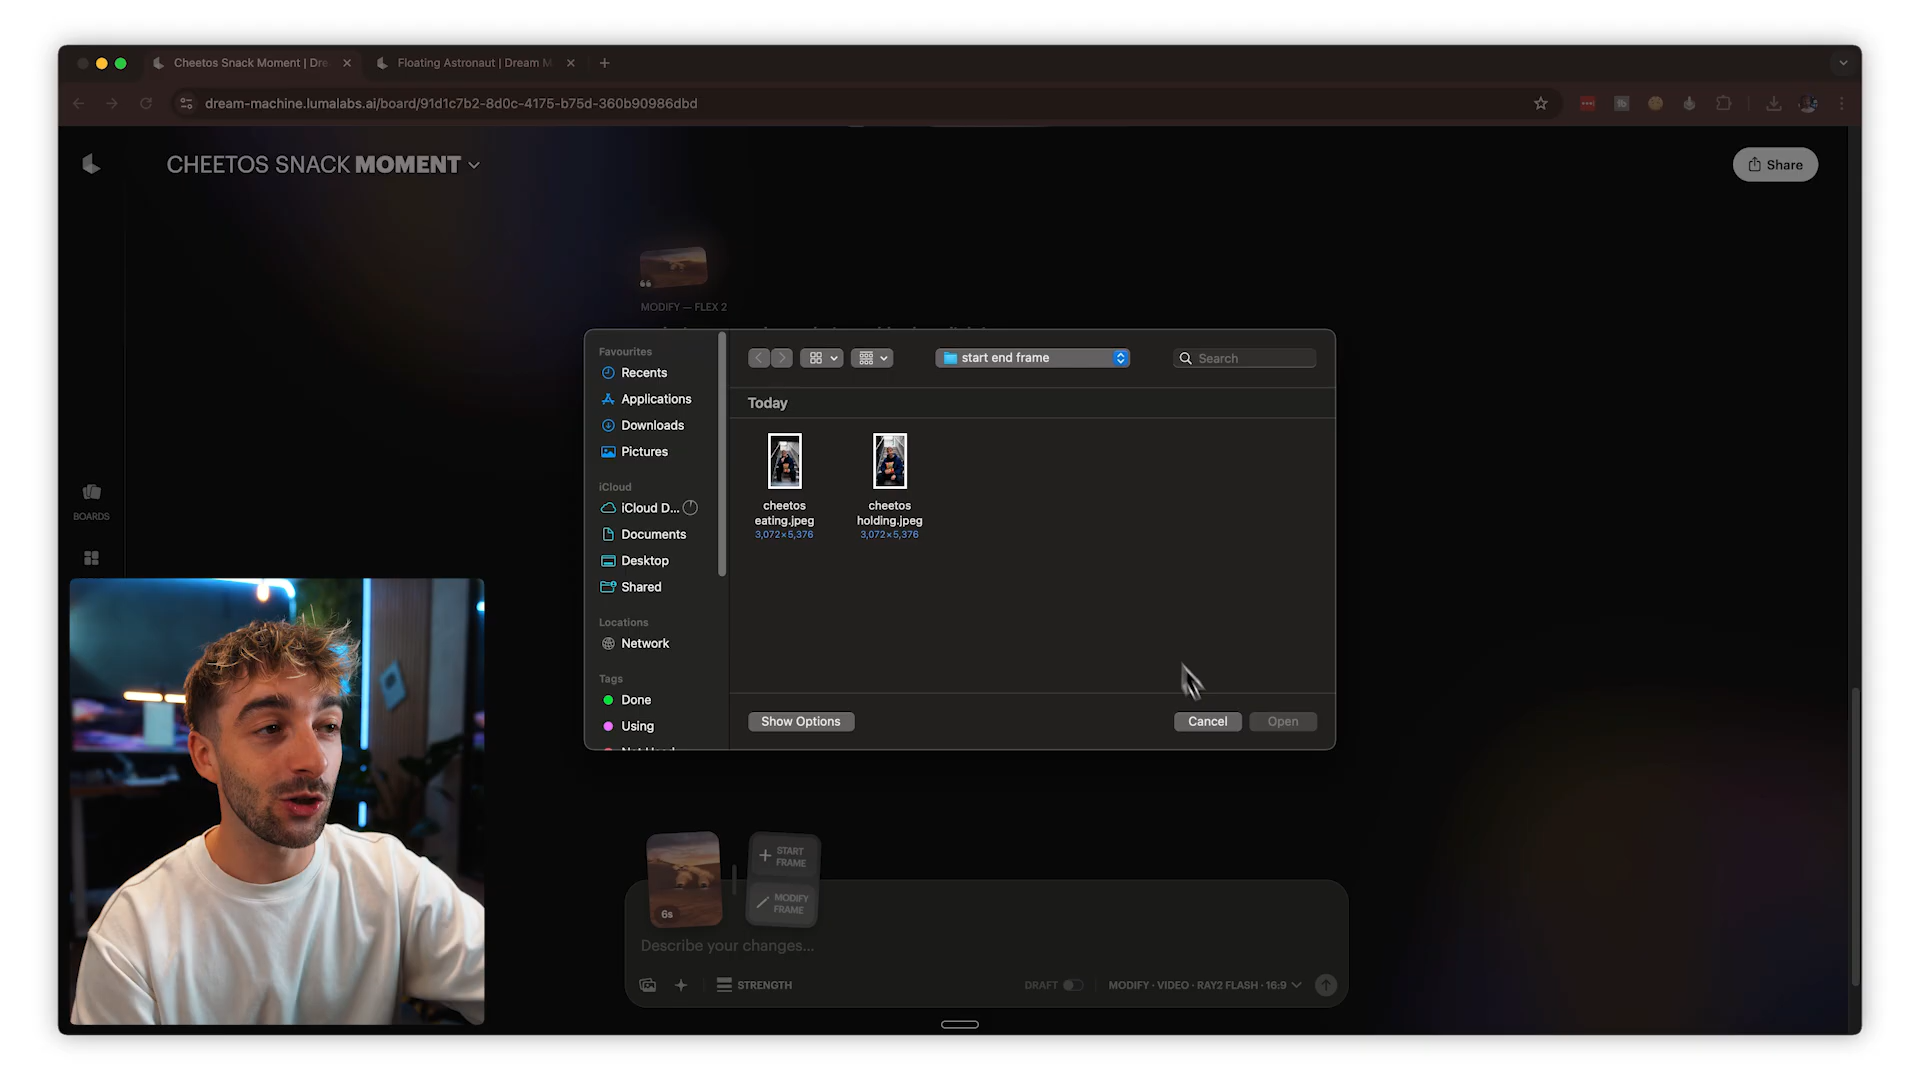 Cheetos Snack Moment | Dre
Floating Astronaut | Dream M
dream-machine.lumalabs.ai/board/91d1c7b2-8d0c-4175-b75d-360b90986dbd
CHEETOS SNACK MOMENT
Share
MODIFY — FLEX 2
BOARDS
Favourites
Recents
Applications
Downloads
Pictures
iCloud
iCloud D...
Documents
Desktop
Shared
Locations
Network
Tags
Done
Using
start end frame
Search
Today
cheetos
eating.jpeg
3,072×5,376
cheetos
holding.jpeg
3,072×5,376
Show Options
Cancel
Open
START
FRAME
MODIFY
FRAME
6s
Describe your changes...
STRENGTH
DRAFT
MODIFY · VIDEO · RAY2 FLASH · 16:9